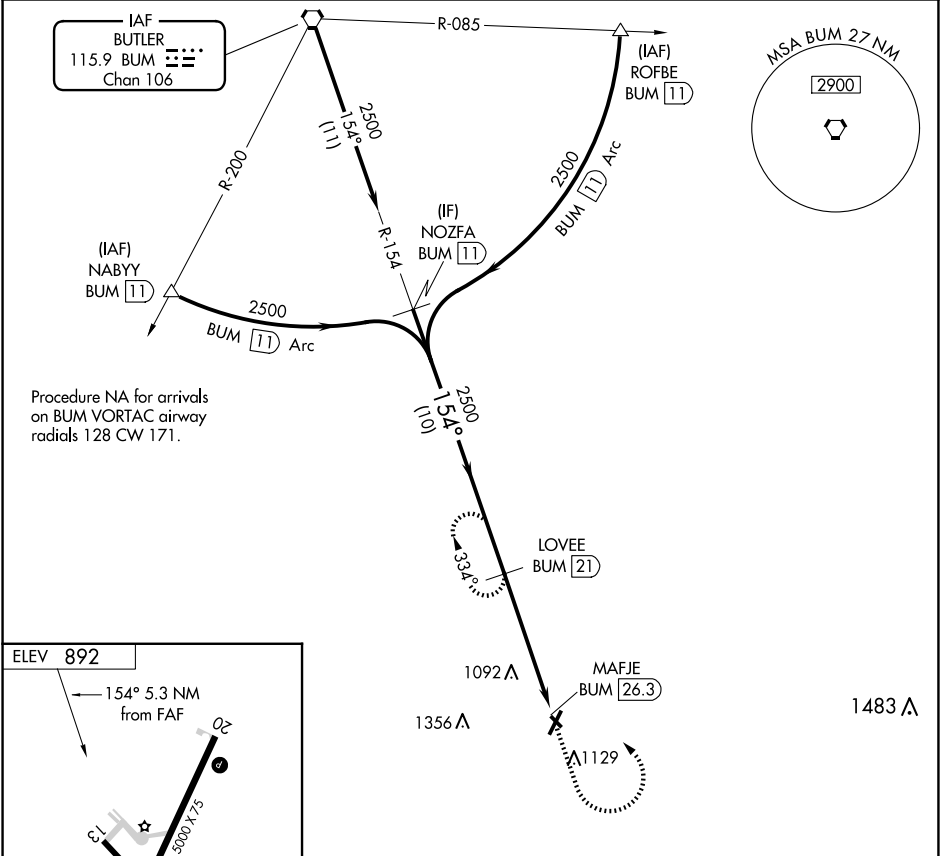 IAF
BUTLER
115.9 BUM
Chan 106
R-085
(IAF)
ROFBE
BUM 11
MSA BUM 27 NM
2900
R-200
2500
154°
(11)
2500
BUM 11 Arc
R-154
(IF)
NOZFA
BUM 11
(IAF)
NABYY
BUM 11
2500
BUM 11 Arc
Procedure NA for arrivals
on BUM VORTAC airway
radials 128 CW 171.
2500
154°
(10)
334°
LOVEE
BUM 21
1092
MAFJE
BUM 26.3
1356
1483
1129
ELEV 892
154° 5.3 NM
from FAF
20
P
5000 X 75
13